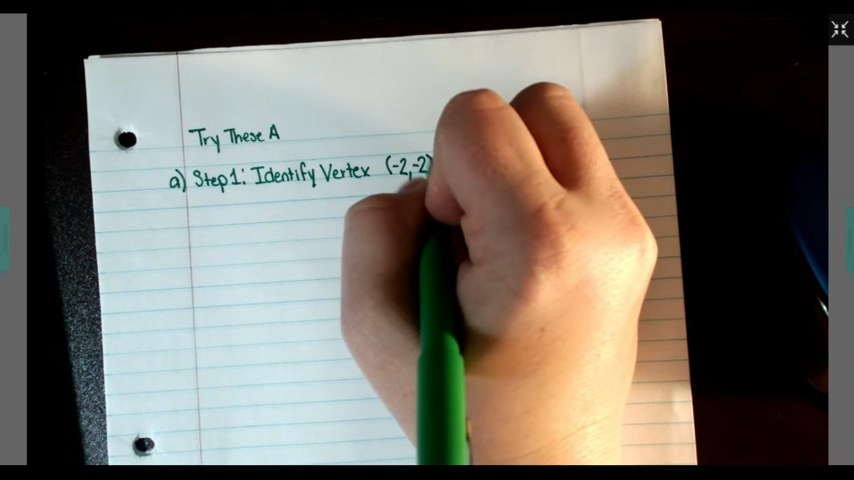 Try These A
a) Step 1: Identify Vertex (-2,-2)